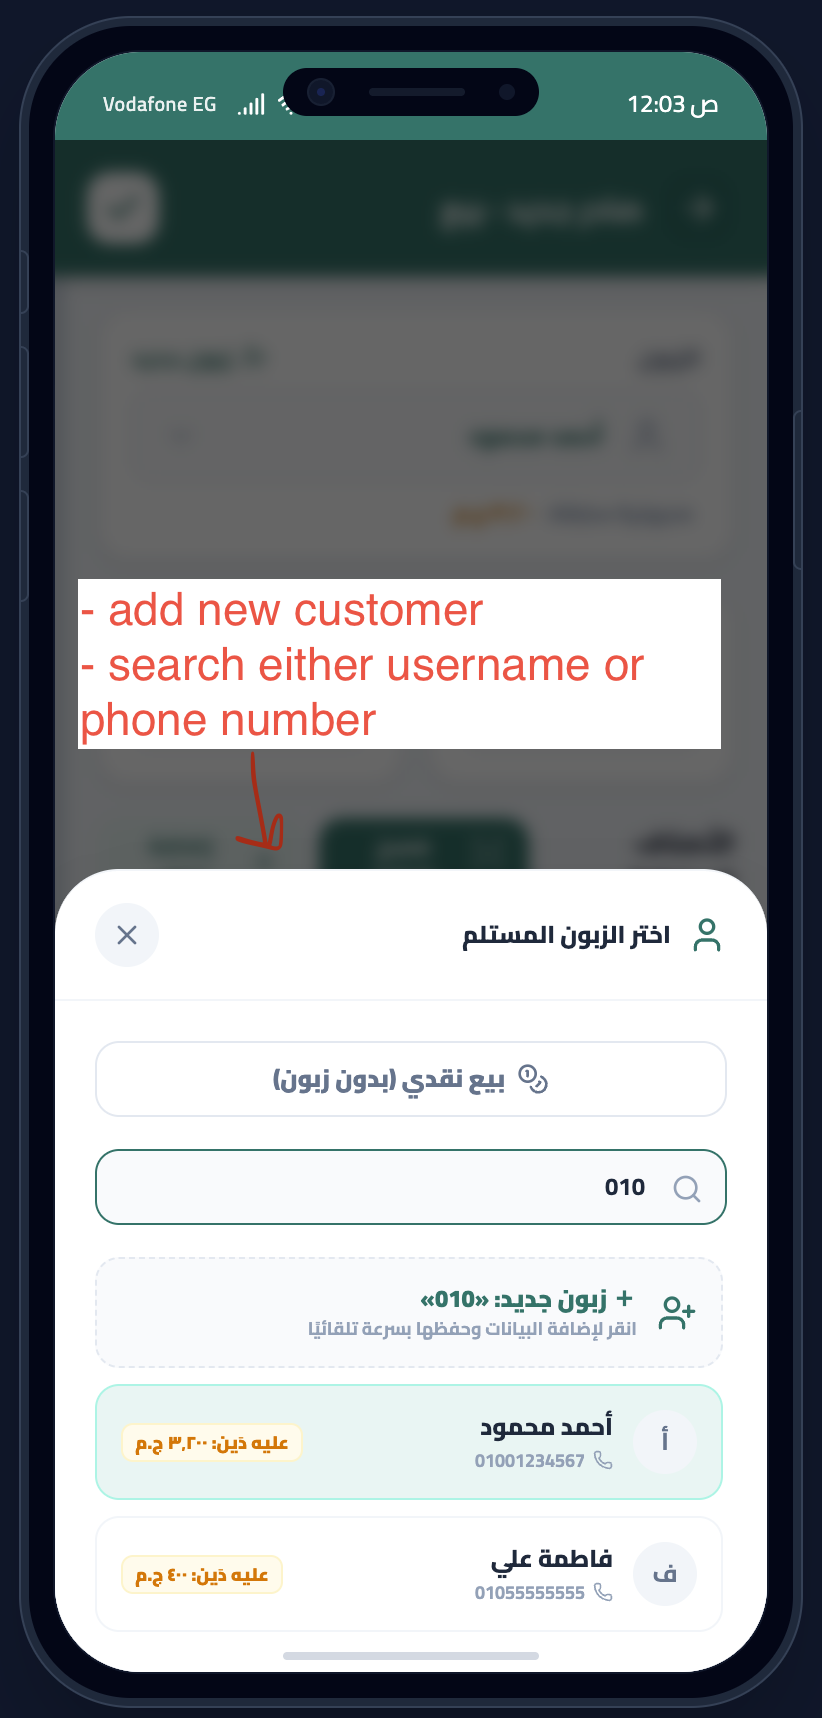 12:03 ص
Vodafone EG
- add new customer
- search either username or
phone number
اختر الزبون المستلم
بيع نقدي (بدون زبون)
010
+ زبون جديد: «010»
انقر لإضافة البيانات وحفظها بسرعة تلقائيًا
أ
أحمد محمود
01001234567
عليه دَين: ٣,٢٠٠ ج.م
ف
فاطمة علي
01055555555
عليه دَين: ٤٠٠ ج.م